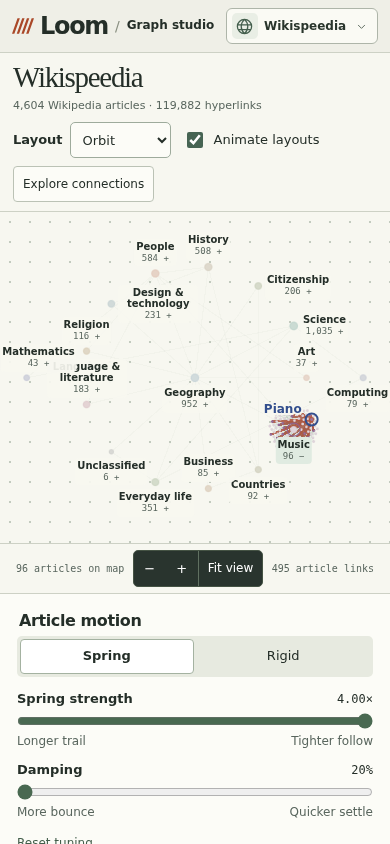 Loom / Graph studio
Wikispeedia
Wikispeedia
4,604 Wikipedia articles · 119,882 hyperlinks
Layout
Orbit
Animate layouts
Explore connections
History
508 +
People
584 +
Citizenship
206 +
Design &
technology
231 +
Religion
116 +
Science
1,035 +
Mathematics
43 +
Language &
literature
183 +
Art
37 +
Geography
952 +
Computing
79 +
Piano
Music
96 −
Unclassified
6 +
Business
85 +
Countries
92 +
Everyday life
351 +
96 articles on map
− + Fit view
495 article links
Article motion
Spring
Rigid
Spring strength
4.00×
Longer trail
Tighter follow
Damping
20%
More bounce
Quicker settle
Reset tuning